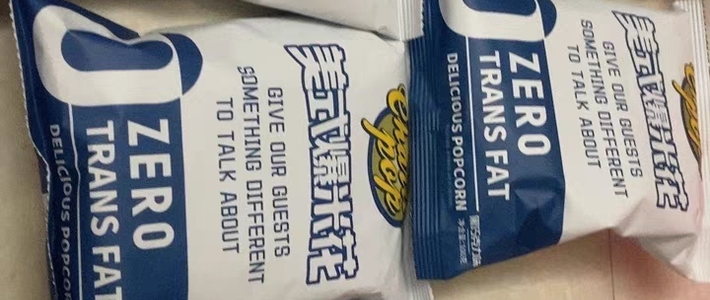 美式爆米花
GIVE OUR GUESTS
SOMETHING DIFFERENT
TO TALK ABOUT
0
ZERO
TRANS FAT
DELICIOUS POPCORN
pop
美式爆米花
GIVE OUR GUESTS
SOMETHING DIFFERENT
TO TALK ABOUT
0
ZERO
TRANS FAT
DELICIOUS POPCORN